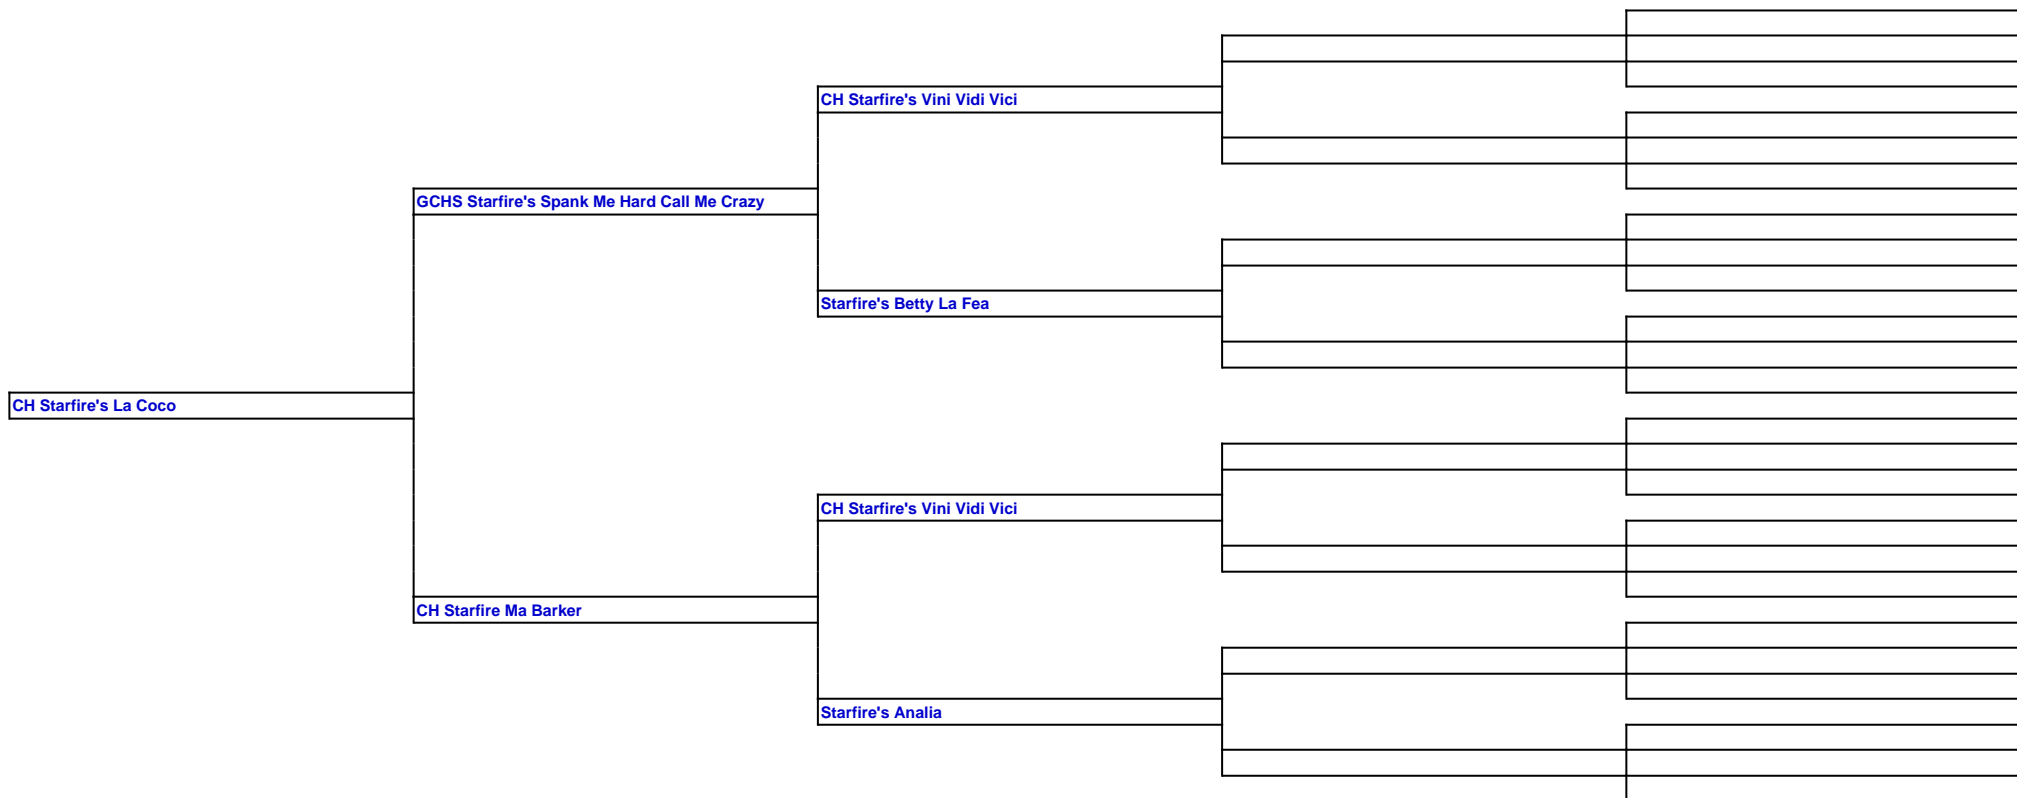 CH Starfire's Vini Vidi Vici
GCHS Starfire's Spank Me Hard Call Me Crazy
Starfire's Betty La Fea
CH Starfire's La Coco
CH Starfire's Vini Vidi Vici
CH Starfire Ma Barker
Starfire's Analia